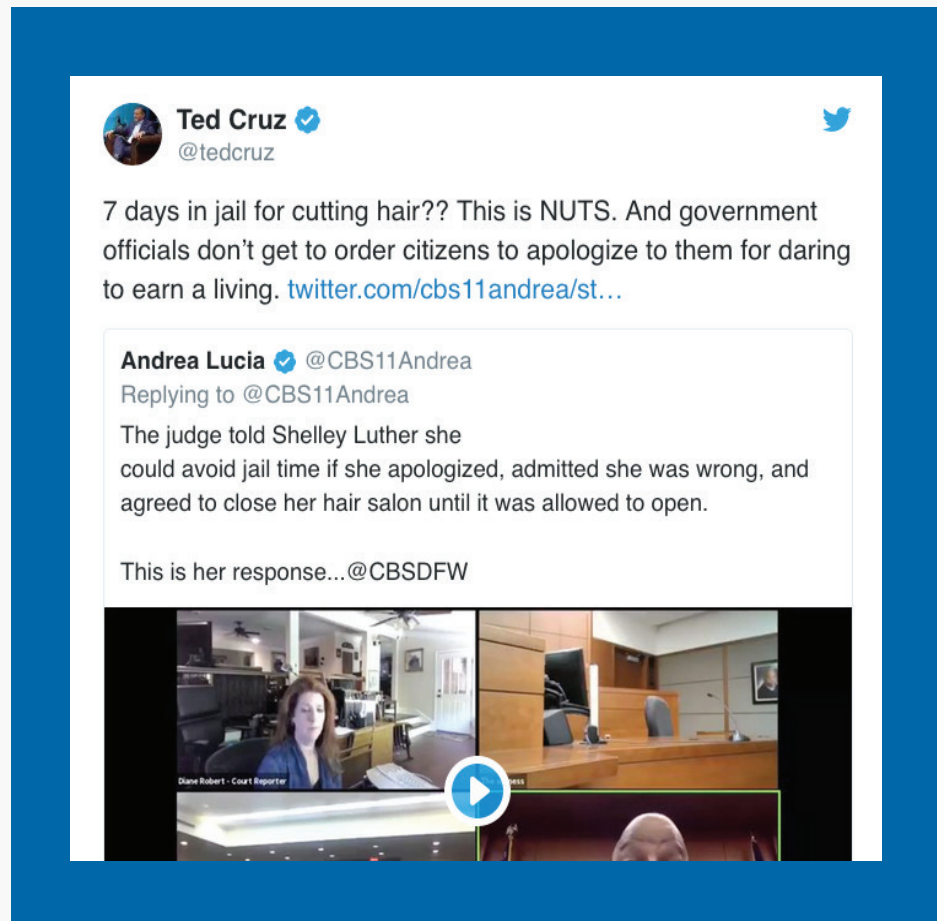 Ted Cruz
@tedcruz
7 days in jail for cutting hair?? This is NUTS. And government
officials don’t get to order citizens to apologize to them for daring
to earn a living. twitter.com/cbs11andrea/st…
Andrea Lucia @CBS11Andrea
Replying to @CBS11Andrea
The judge told Shelley Luther she
could avoid jail time if she apologized, admitted she was wrong, and
agreed to close her hair salon until it was allowed to open.
This is her response...@CBSDFW
Diane Robert - Court Reporter